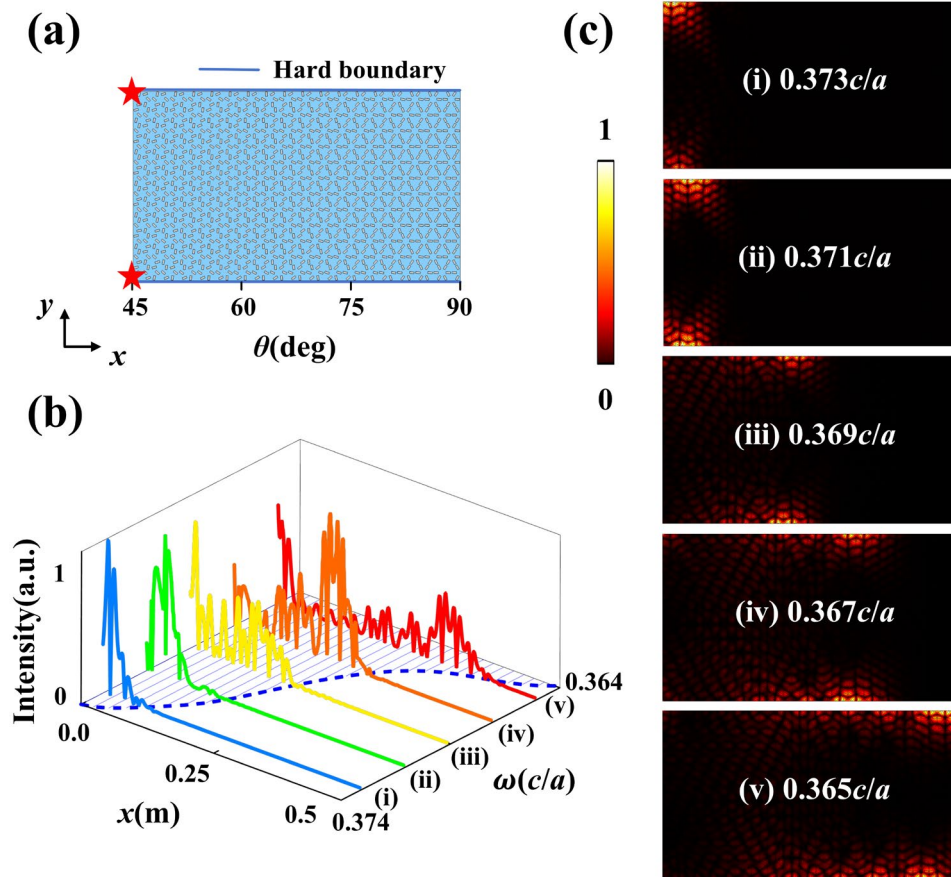 (a)
Hard boundary
45
60
75
90
y
x
θ(deg)
(b)
Intensity(a.u.)
1
0
0.0
0.25
0.5
x(m)
0.374
0.364
ω(c/a)
(i)
(ii)
(iii)
(iv)
(v)
(c)
1
0
(i) 0.373c/a
(ii) 0.371c/a
(iii) 0.369c/a
(iv) 0.367c/a
(v) 0.365c/a